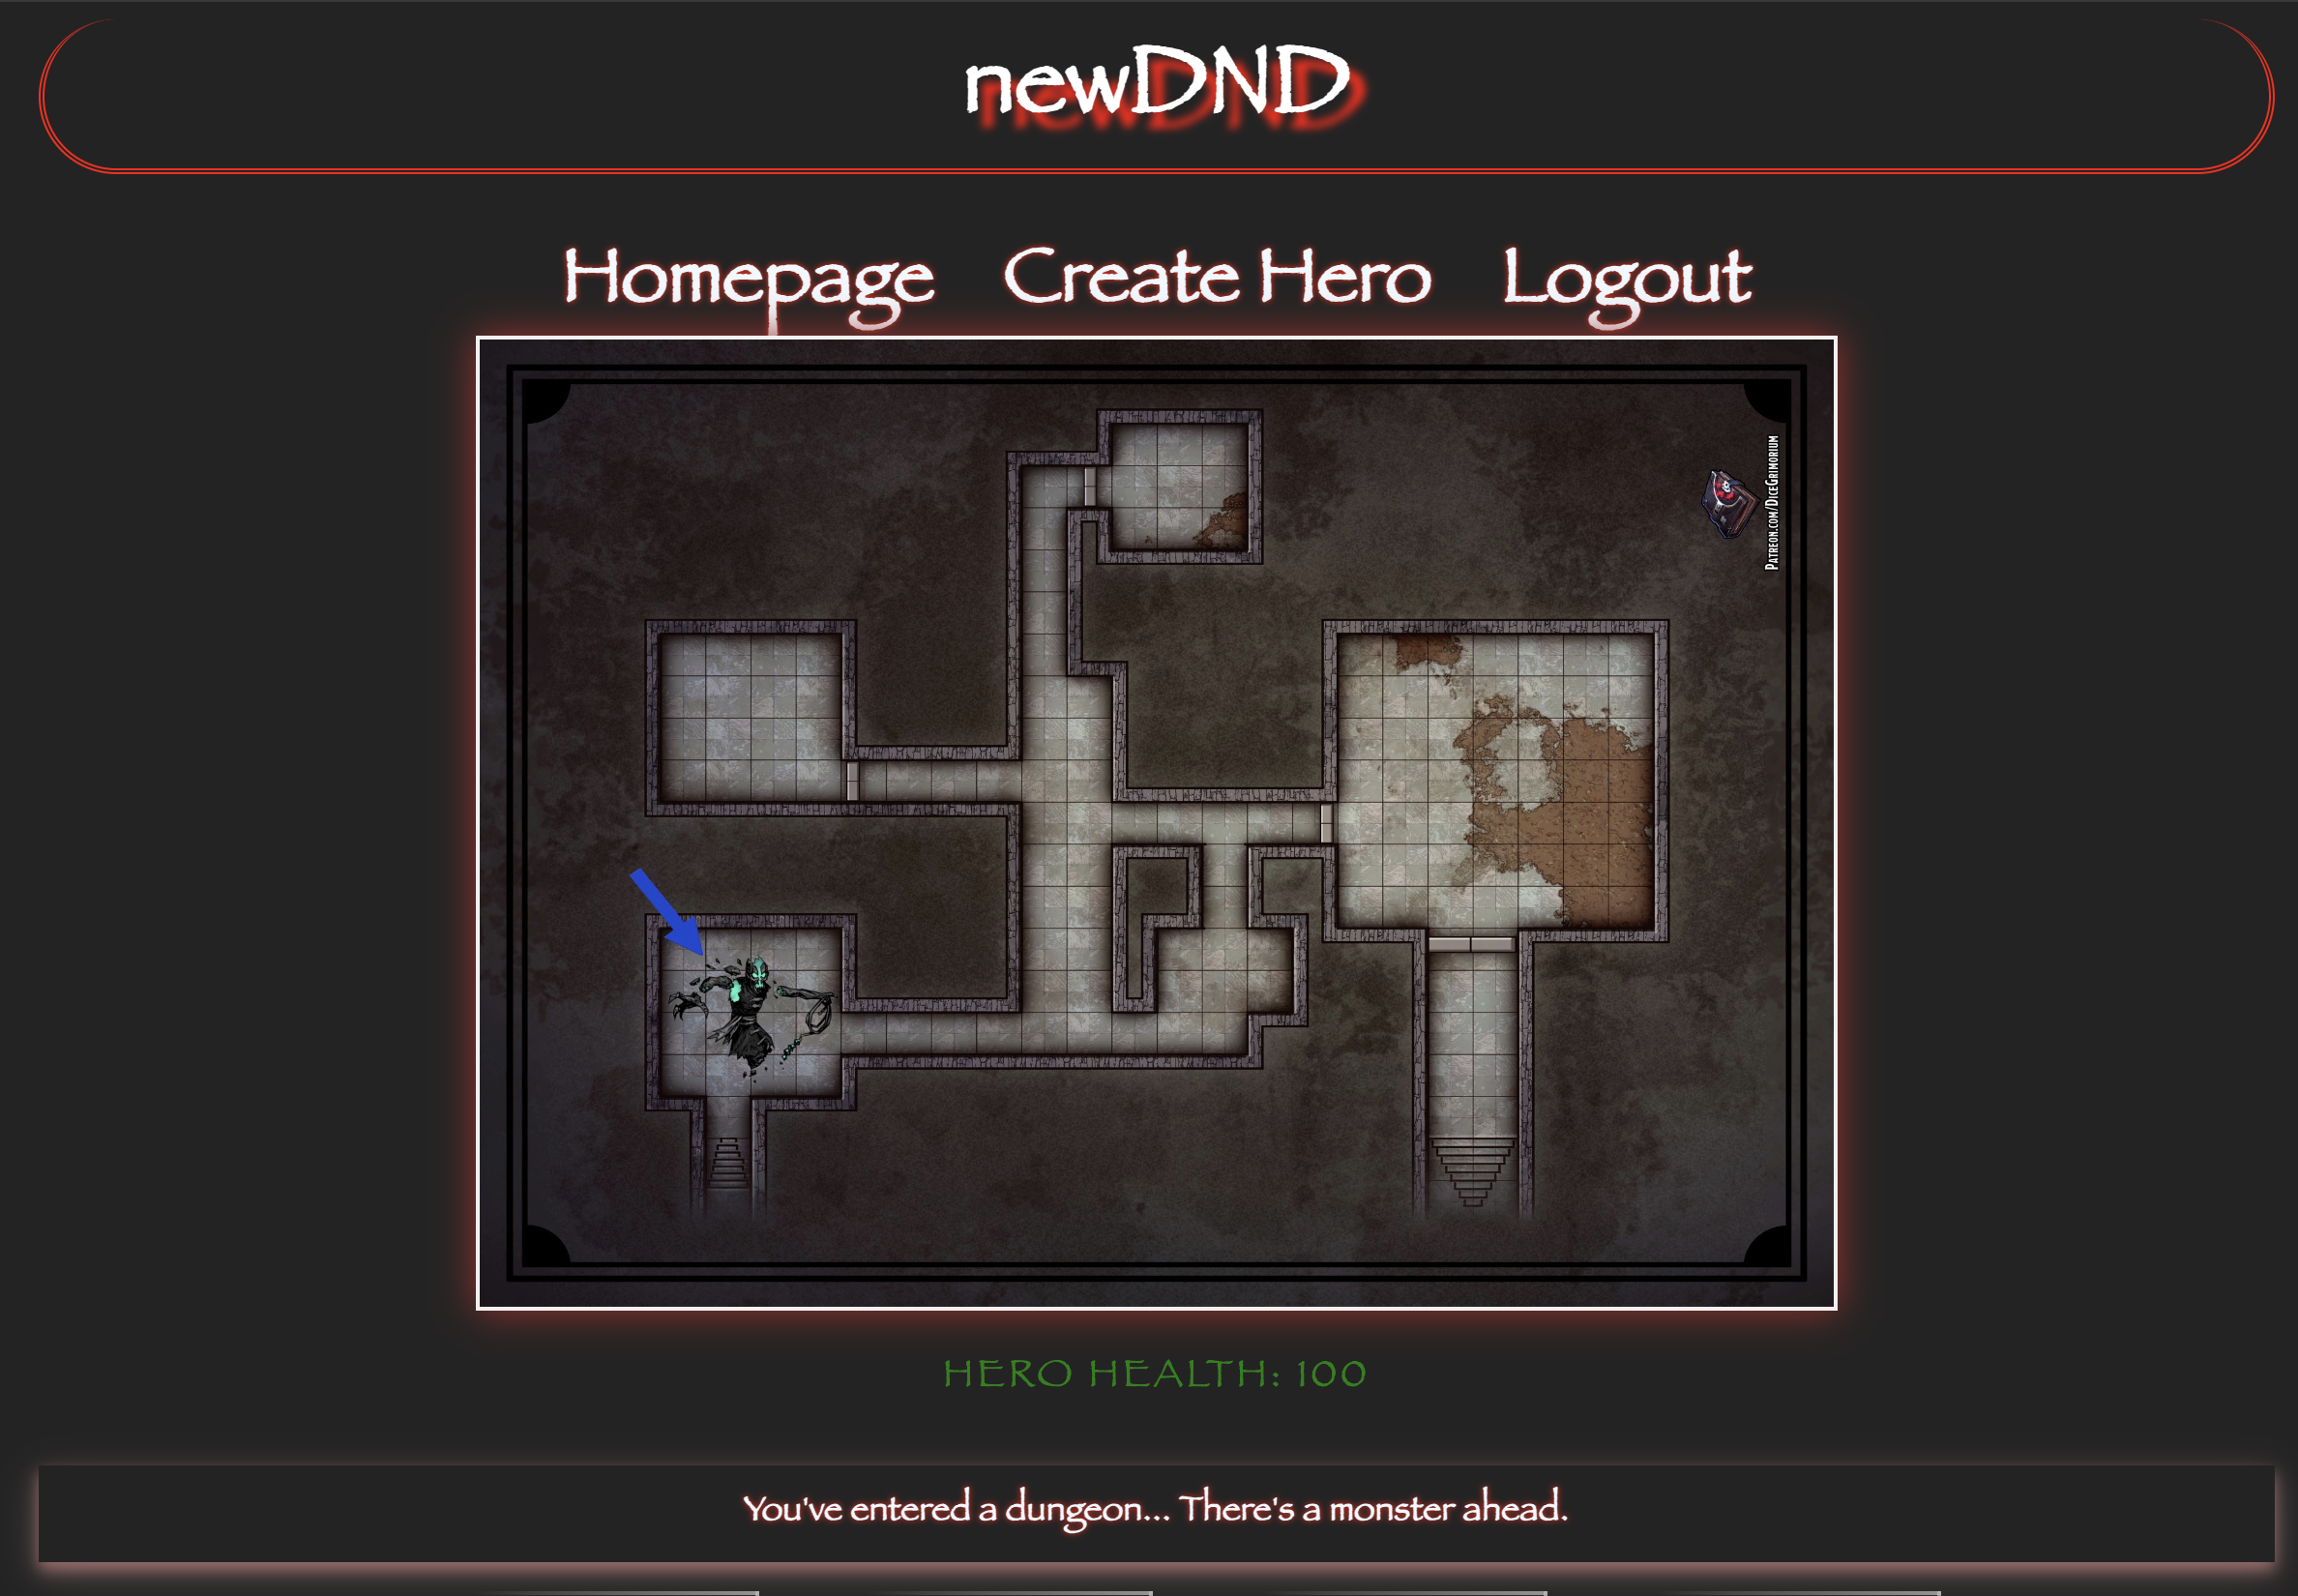 newDND
Homepage Create Hero Logout
Patreon.com/DiceGrimorium
HERO HEALTH: 100
You've entered a dungeon... There's a monster ahead.